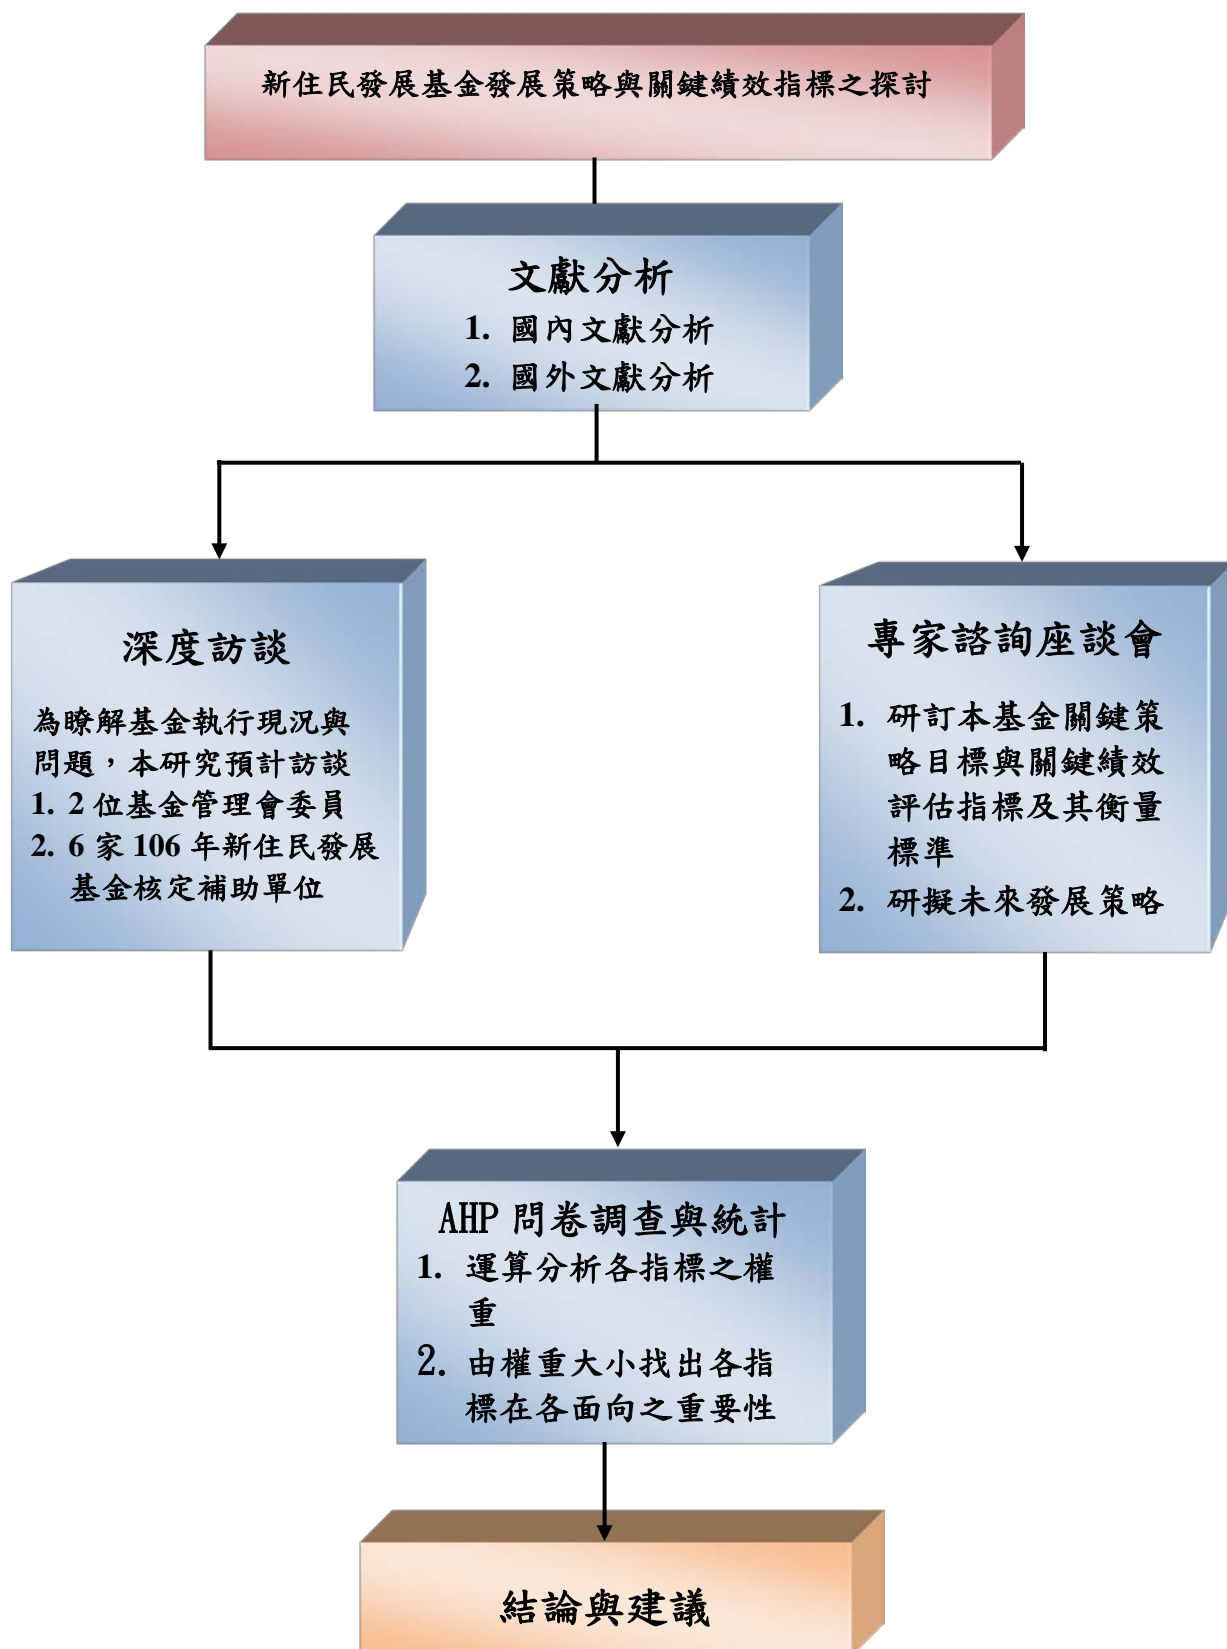 新住民發展基金發展策略與關鍵績效指標之探討
文獻分析
1. 國內文獻分析
2. 國外文獻分析
深度訪談
為瞭解基金執行現況與
問題，本研究預計訪談
1. 2 位基金管理會委員
2. 6 家 106 年新住民發展
基金核定補助單位
專家諮詢座談會
1. 研訂本基金關鍵策
略目標與關鍵績效
評估指標及其衡量
標準
2. 研擬未來發展策略
AHP 問卷調查與統計
1. 運算分析各指標之權
重
2. 由權重大小找出各指
標在各面向之重要性
結論與建議